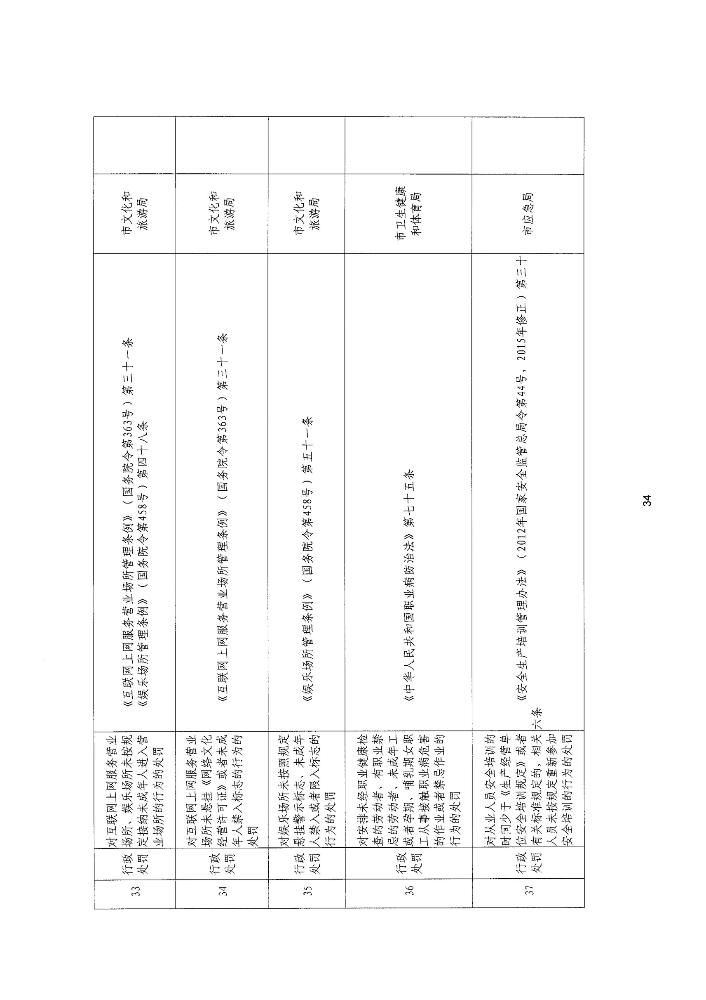 33
行政
处罚
对互联网上网服务营业
场所、娱乐场所未按规
定接纳未成年人进入营
业场所的行为的处罚
《互联网上网服务营业场所管理条例》（国务院令第363号）第三十一条
《娱乐场所管理条例》（国务院令第458号）第四十八条
市文化和
旅游局
34
行政
处罚
对互联网上网服务营业
场所未悬挂《网络文化
经营许可证》或者未成
年人禁入标志的行为的
处罚
《互联网上网服务营业场所管理条例》（国务院令第363号）第三十一条
市文化和
旅游局
35
行政
处罚
对娱乐场所未按照规定
悬挂警示标志、未成年
人禁入或者限入标志的
行为的处罚
《娱乐场所管理条例》（国务院令第458号）第五十一条
市文化和
旅游局
36
行政
处罚
对安排未经职业健康检
查的劳动者、有职业禁
忌的劳动者、未成年工
或者孕期、哺乳期女职
工从事接触职业病危害
的作业或者禁忌作业的
行为的处罚
《中华人民共和国职业病防治法》第七十五条
市卫生健康
和体育局
37
行政
处罚
对从业人员安全培训的
时间少于《生产经营单
位安全培训规定》或者
有关标准规定的，相关
人员未按规定重新参加
安全培训的行为的处罚
《安全生产培训管理办法》（2012年国家安全监管总局令第44号，2015年修正）第三十
六条
市应急局
34